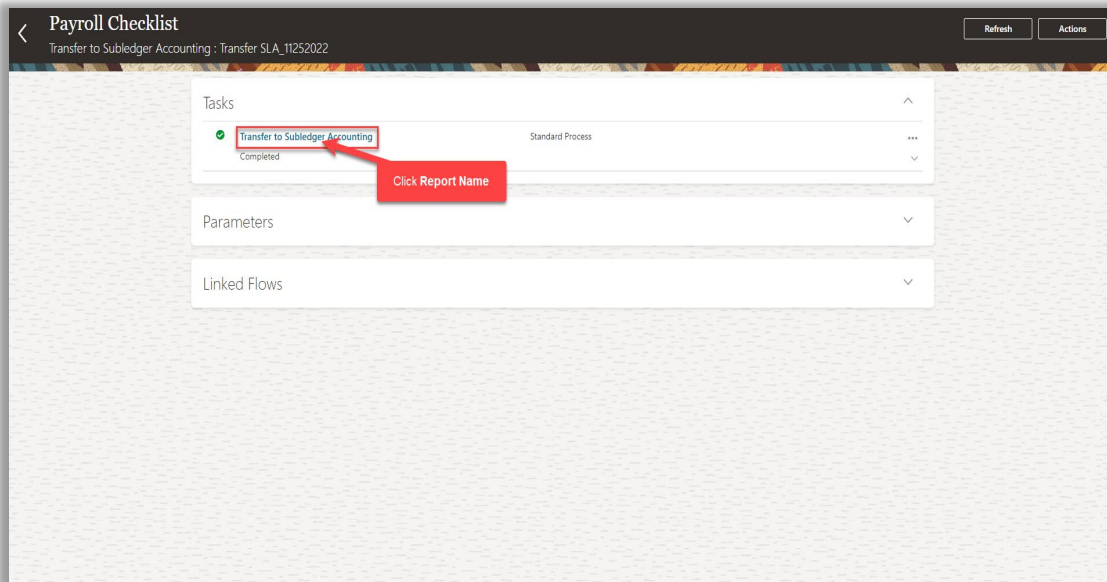 Payroll Checklist
Transfer to Subledger Accounting : Transfer SLA_11252022
Refresh
Actions
Tasks
Transfer to Subledger Accounting
Standard Process
Completed
Click Report Name
Parameters
Linked Flows